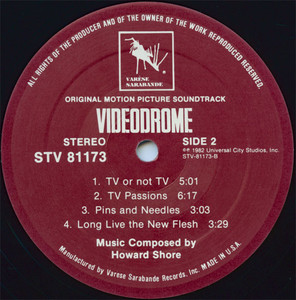 ALL RIGHTS OF THE PRODUCER AND OF THE OWNER OF THE WORK REPRODUCED RESERVED.
VARÈSE
SARABANDE
ORIGINAL MOTION PICTURE SOUNDTRACK
VIDEODROME
STEREO
STV 81173
SIDE 2
℗ 1982 Universal City Studios, Inc.
STV-81173-B
1. TV or not TV 5:01
2. TV Passions 6:17
3. Pins and Needles 3:03
4. Long Live the New Flesh 3:29
Music Composed by
Howard Shore
Manufactured by Varese Sarabande Records, Inc. MADE IN U.S.A.